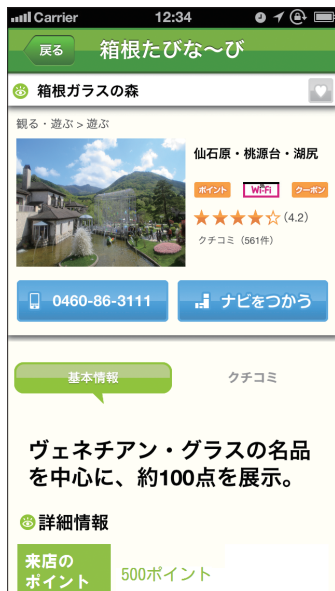 Carrier 12:34
戻る 箱根たびな〜び
箱根ガラスの森
観る・遊ぶ > 遊ぶ
仙石原・桃源台・湖尻
ポイント Wi-Fi クーポン
★★★★☆ (4.2)
クチコミ（561件）
0460-86-3111 ナビをつかう
基本情報 クチコミ
ヴェネチアン・グラスの名品
を中心に、約100点を展示。
詳細情報
来店の
ポイント 500ポイント